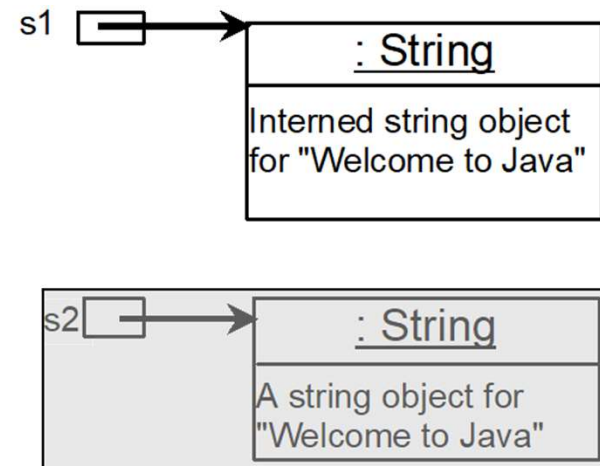 s1
: String
Interned string object
for "Welcome to Java"
s2
: String
A string object for
"Welcome to Java"